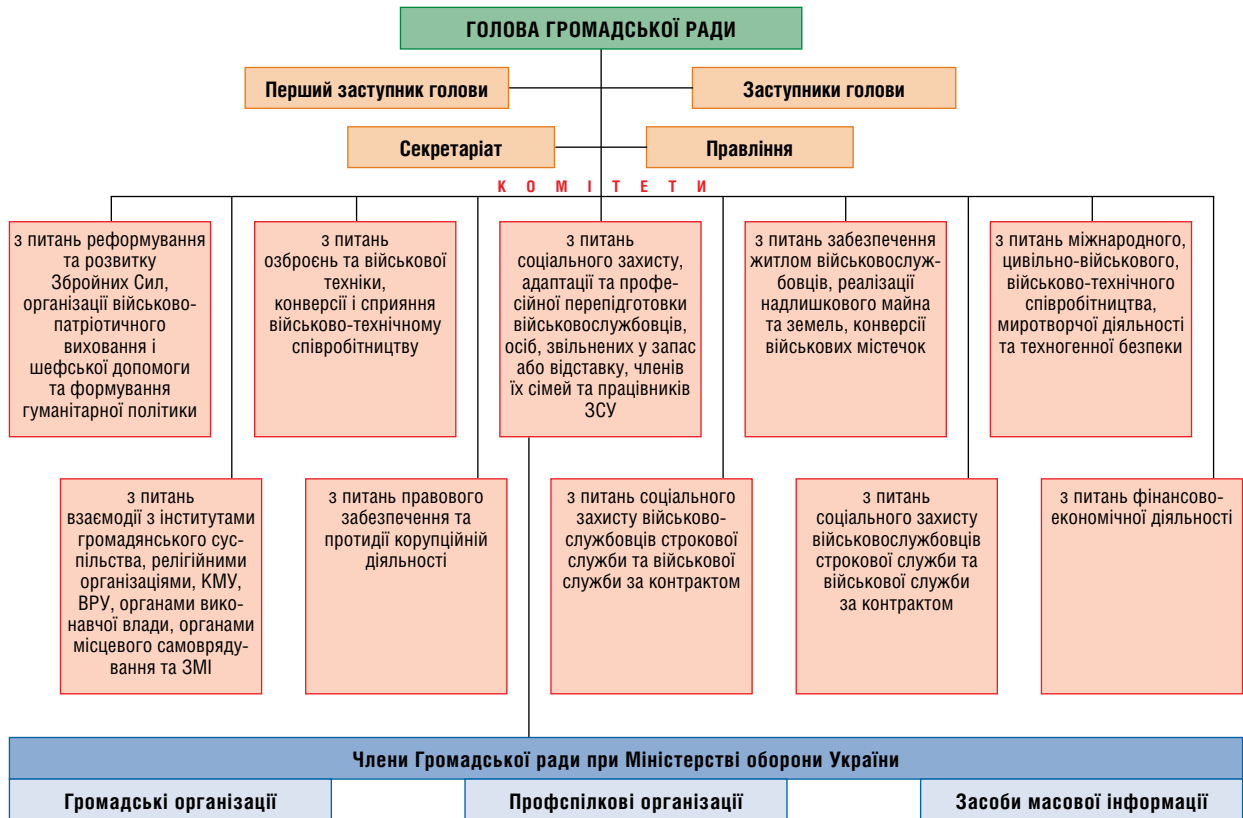 ГОЛОВА ГРОМАДСЬКОЇ РАДИ
Перший заступник голови
Заступники голови
Секретаріат
Правління
КОМІТЕТИ
з питань реформування
та розвитку
Збройних Сил,
організації військово-
патріотичного
виховання і
шефської допомоги
та формування
гуманітарної політики
з питань
озброєнь та військової
техніки,
конверсії і сприяння
військово-технічному
співробітництву
з питань
соціального захисту,
адаптації та профе-
сійної перепідготовки
військовослужбовців,
осіб, звільнених у запас
або відставку, членів
їх сімей та працівників
ЗСУ
з питань забезпечення
житлом військовослуж-
бовців, реалізації
надлишкового майна
та земель, конверсії
військових містечок
з питань міжнародного,
цивільно-військового,
військово-технічного
співробітництва,
миротворчої діяльності
та техногенної безпеки
з питань
взаємодії з інститутами
громадянського сус-
пільства, релігійними
організаціями, КМУ,
ВРУ, органами вико-
навчої влади, органами
місцевого самовряду-
вання та ЗМІ
з питань правового
забезпечення та
протидії корупційній
діяльності
з питань соціального
захисту військово-
службовців строкової
служби та військової
служби за контрактом
з питань
соціального захисту
військовослужбовців
строкової служби та
військової служби
за контрактом
з питань фінансово-
економічної діяльності
Члени Громадської ради при Міністерстві оборони України
Громадські організації
Профспілкові організації
Засоби масової інформації